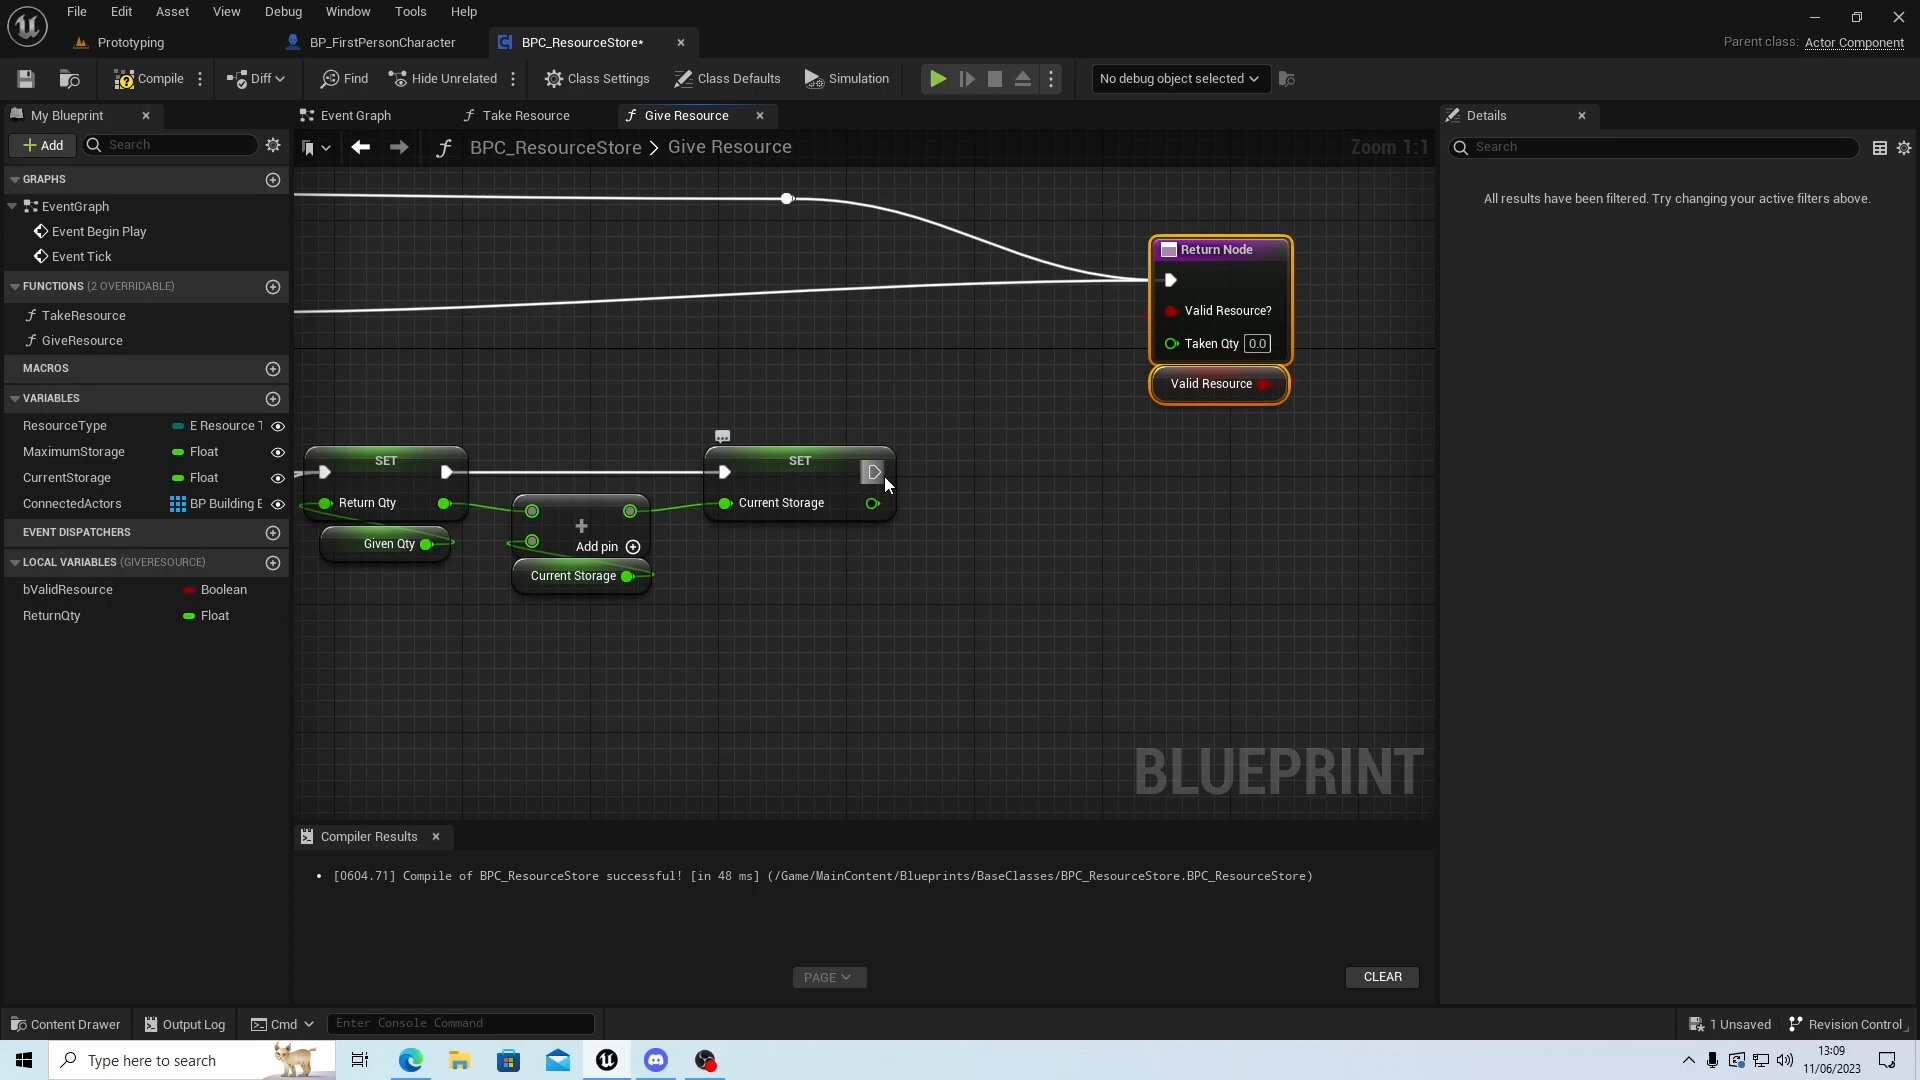 File Edit Asset View Debug Window Tools Help
Prototyping
BP_FirstPersonCharacter
BPC_ResourceStore*
Parent class: Actor Component
Compile
Diff
Find
Hide Unrelated
Class Settings
Class Defaults
Simulation
No debug object selected
My Blueprint
Event Graph
Take Resource
Give Resource
Details
Add
Search
BPC_ResourceStore > Give Resource
Zoom 1:1
Search
GRAPHS
EventGraph
Event Begin Play
Event Tick
FUNCTIONS (2 OVERRIDABLE)
TakeResource
GiveResource
MACROS
VARIABLES
ResourceType E Resource T
MaximumStorage Float
CurrentStorage Float
ConnectedActors BP Building E
EVENT DISPATCHERS
LOCAL VARIABLES (GIVERESOURCE)
bValidResource Boolean
ReturnQty Float
All results have been filtered. Try changing your active filters above.
Return Node
Valid Resource?
Taken Qty 0.0
Valid Resource
SET
Return Qty
Given Qty
Add pin
Current Storage
SET
Current Storage
BLUEPRINT
Compiler Results
[0604.71] Compile of BPC_ResourceStore successful! [in 48 ms] (/Game/MainContent/Blueprints/BaseClasses/BPC_ResourceStore.BPC_ResourceStore)
PAGE
CLEAR
Content Drawer
Output Log
Cmd
Enter Console Command
1 Unsaved
Revision Control
Type here to search
13:09
11/06/2023